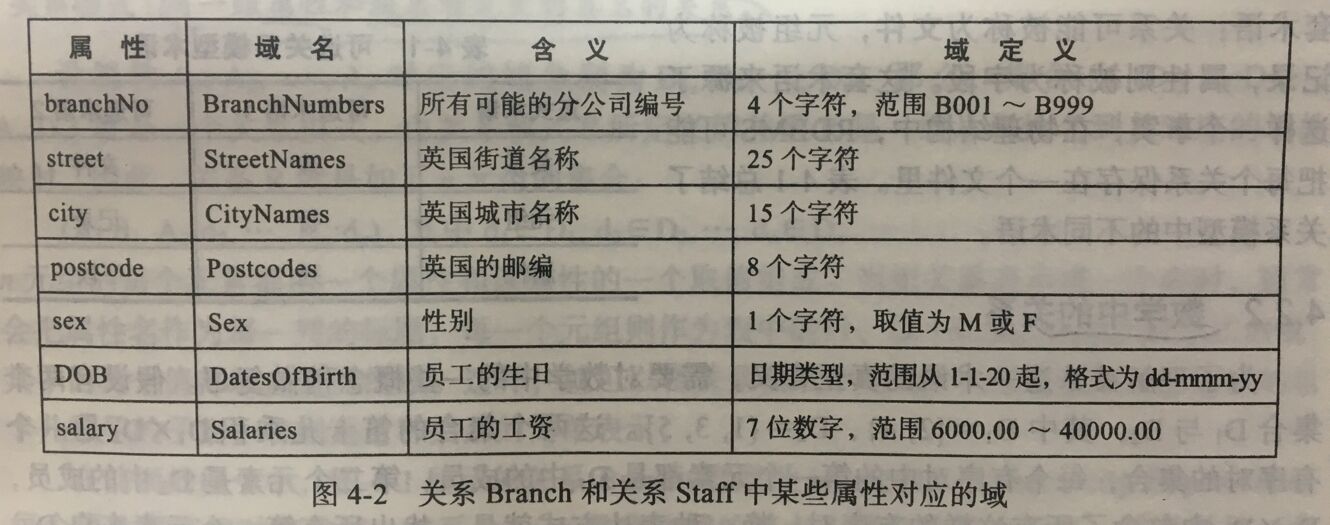 属 性 域 名 含 义 域 定 义
branchNo BranchNumbers 所有可能的分公司编号 4 个字符，范围 B001 ～ B999
street StreetNames 英国街道名称 25 个字符
city CityNames 英国城市名称 15 个字符
postcode Postcodes 英国的邮编 8 个字符
sex Sex 性别 1 个字符，取值为 M 或 F
DOB DatesOfBirth 员工的生日 日期类型，范围从 1-1-20 起，格式为 dd-mmm-yy
salary Salaries 员工的工资 7 位数字，范围 6000.00 ～ 40000.00
图 4-2 关系 Branch 和关系 Staff 中某些属性对应的域